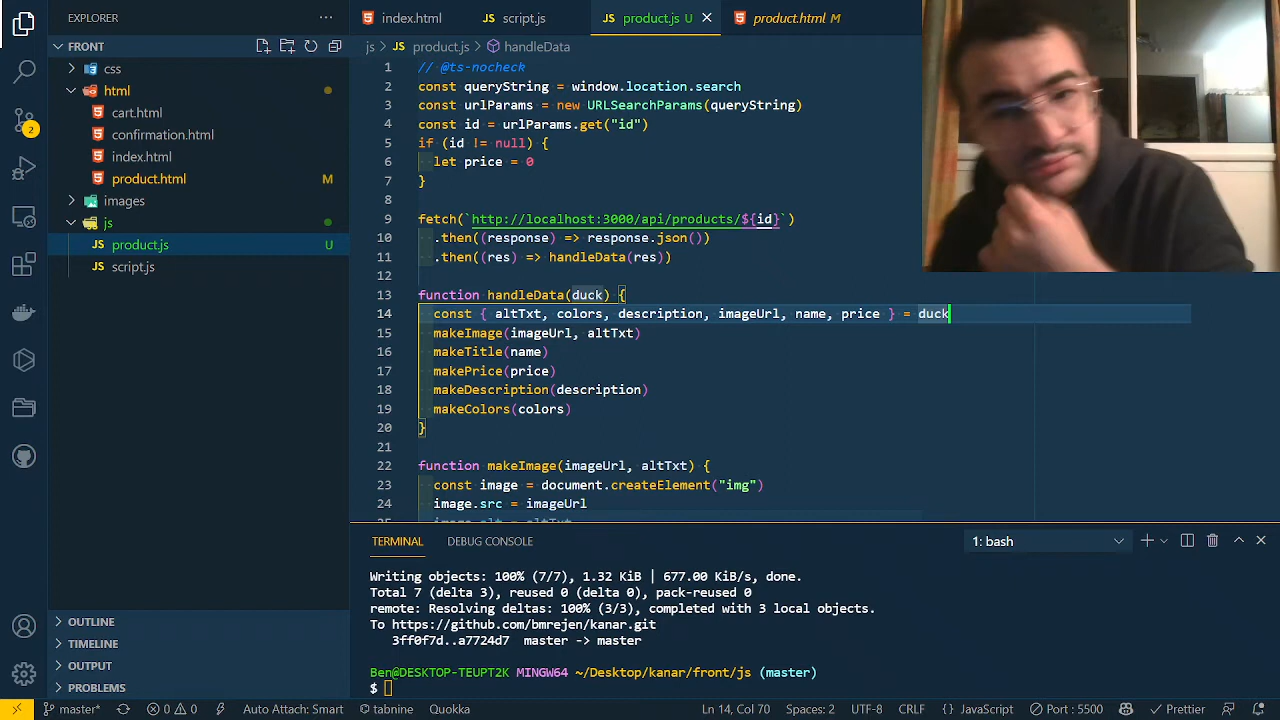 EXPLORER
FRONT
css
html
cart.html
confirmation.html
index.html
product.html M
images
js
product.js U
script.js
OUTLINE
TIMELINE
OUTPUT
PROBLEMS
2
index.html
JS script.js
JS product.js U
product.html M
js > JS product.js > handleData
1 // @ts-nocheck
2 const queryString = window.location.search
3 const urlParams = new URLSearchParams(queryString)
4 const id = urlParams.get("id")
5 if (id != null) {
6 let price = 0
7 }
8
9 fetch(`http://localhost:3000/api/products/${id}`)
10 .then((response) => response.json())
11 .then((res) => handleData(res))
12
13 function handleData(duck) {
14 const { altTxt, colors, description, imageUrl, name, price } = duck
15 makeImage(imageUrl, altTxt)
16 makeTitle(name)
17 makePrice(price)
18 makeDescription(description)
19 makeColors(colors)
20 }
21
22 function makeImage(imageUrl, altTxt) {
23 const image = document.createElement("img")
24 image.src = imageUrl
25 image.alt = altTxt
TERMINAL DEBUG CONSOLE 1: bash
Writing objects: 100% (7/7), 1.32 KiB | 677.00 KiB/s, done.
Total 7 (delta 3), reused 0 (delta 0), pack-reused 0
remote: Resolving deltas: 100% (3/3), completed with 3 local objects.
To https://github.com/bmrejen/kanar.git
3ff0f7d..a7724d7 master -> master
Ben@DESKTOP-TEUPT2K MINGW64 ~/Desktop/kanar/front/js (master)
$
master* 0 0 Auto Attach: Smart tabnine Quokka Ln 14, Col 70 Spaces: 2 UTF-8 CRLF {} JavaScript Port : 5500 Prettier